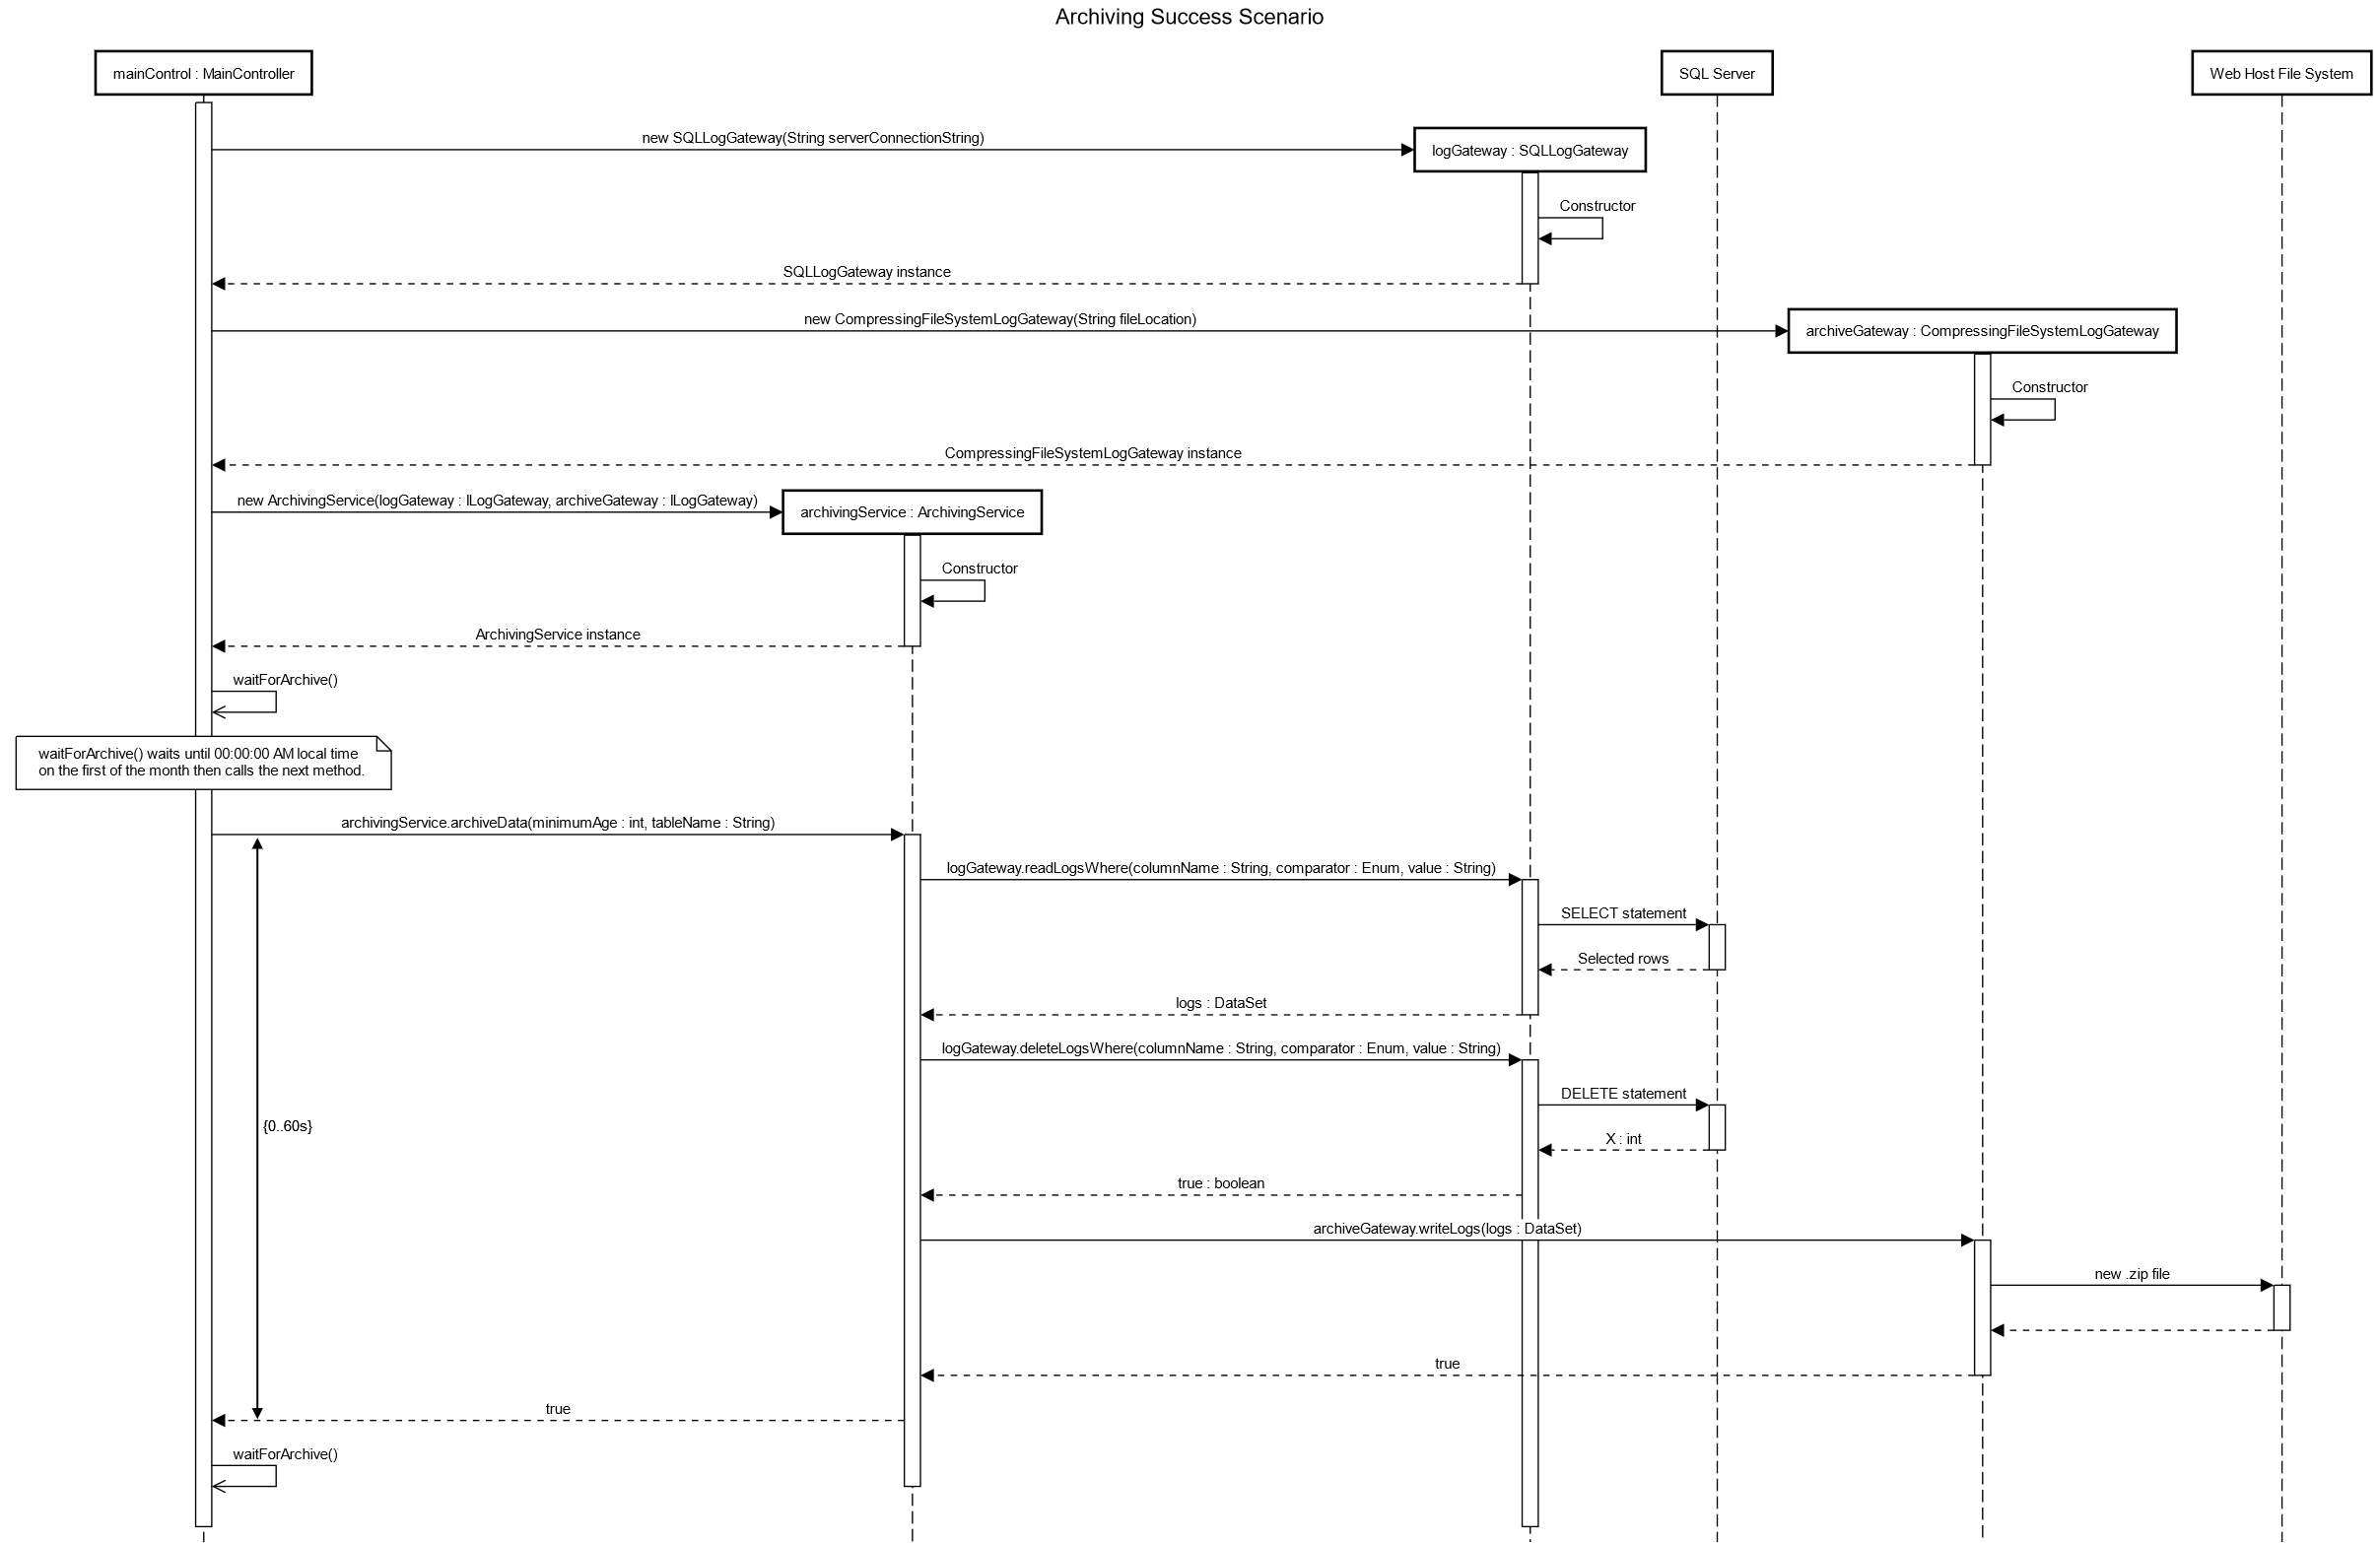 Archiving Success Scenario
mainControl : MainController
SQL Server
Web Host File System
new SQLLogGateway(String serverConnectionString)
logGateway : SQLLogGateway
Constructor
SQLLogGateway instance
new CompressingFileSystemLogGateway(String fileLocation)
archiveGateway : CompressingFileSystemLogGateway
Constructor
CompressingFileSystemLogGateway instance
new ArchivingService(logGateway : ILogGateway, archiveGateway : ILogGateway)
archivingService : ArchivingService
Constructor
ArchivingService instance
waitForArchive()
waitForArchive() waits until 00:00:00 AM local time
on the first of the month then calls the next method.
archivingService.archiveData(minimumAge : int, tableName : String)
logGateway.readLogsWhere(columnName : String, comparator : Enum, value : String)
SELECT statement
Selected rows
logs : DataSet
logGateway.deleteLogsWhere(columnName : String, comparator : Enum, value : String)
DELETE statement
{0..60s}
X : int
true : boolean
archiveGateway.writeLogs(logs : DataSet)
new .zip file
true
true
waitForArchive()